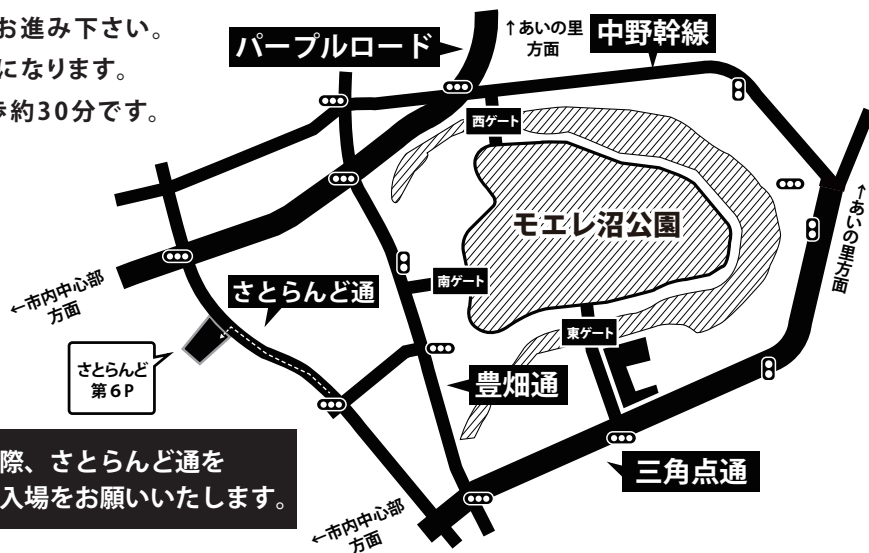 お進み下さい。
になります。
歩約30分です。
パープルロード
↑あいの里
方面
中野幹線
西ゲート
モエレ沼公園
↑あいの里方面
南ゲート
さとらんど通
←市内中心部
方面
東ゲート
さとらんど
第6P
豊畑通
際、さとらんど通を
入場をお願いいたします。
三角点通
←市内中心部
方面